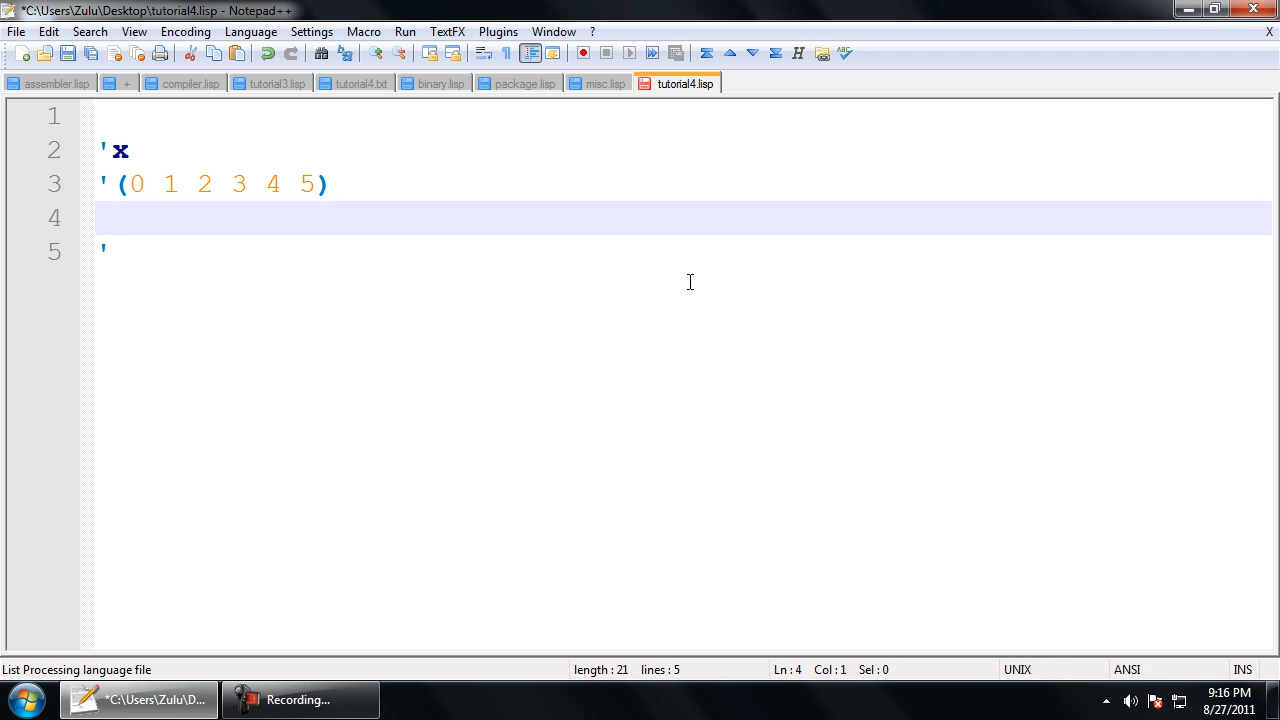 *C:\Users\Zulu\Desktop\tutorial4.lisp - Notepad++
File Edit Search View Encoding Language Settings Macro Run TextFX Plugins Window ? X
assembler.lisp + compiler.lisp tutorial3.lisp tutorial4.txt binary.lisp package.lisp misc.lisp tutorial4.lisp
1
2 'x
3 '(0 1 2 3 4 5)
4
5 '
List Processing language file length : 21 lines : 5 Ln : 4 Col : 1 Sel : 0 UNIX ANSI INS
*C:\Users\Zulu\D... Recording... 9:16 PM
8/27/2011